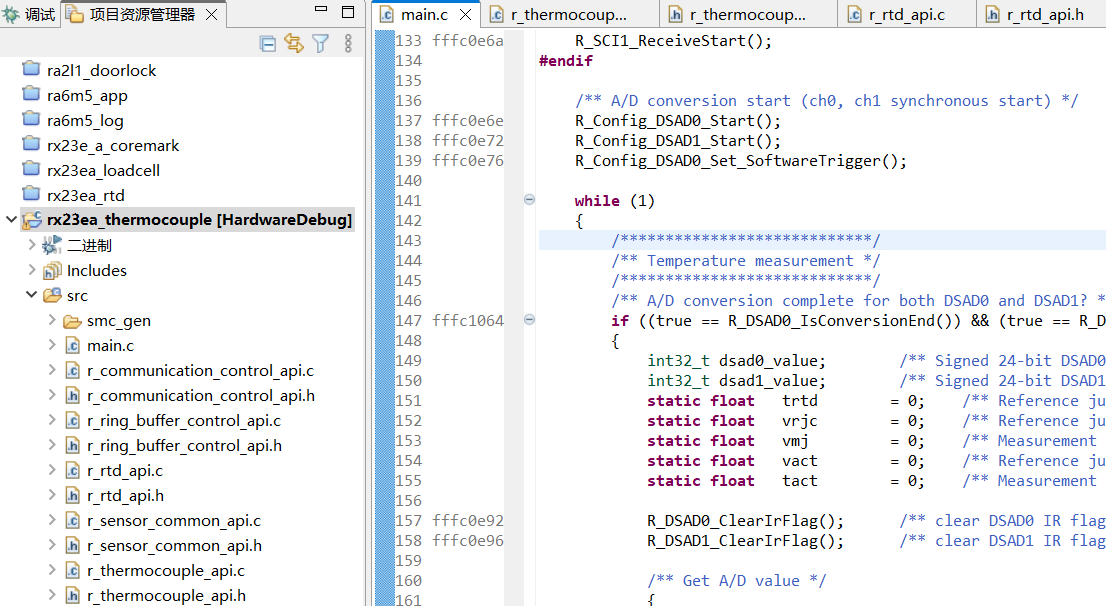 调试
项目资源管理器
ra2l1_doorlock
ra6m5_app
ra6m5_log
rx23e_a_coremark
rx23ea_loadcell
rx23ea_rtd
rx23ea_thermocouple [HardwareDebug]
二进制
Includes
src
smc_gen
main.c
r_communication_control_api.c
r_communication_control_api.h
r_ring_buffer_control_api.c
r_ring_buffer_control_api.h
r_rtd_api.c
r_rtd_api.h
r_sensor_common_api.c
r_sensor_common_api.h
r_thermocouple_api.c
r_thermocouple_api.h
main.c
r_thermocoup...
r_thermocoup...
r_rtd_api.c
r_rtd_api.h
133 fffc0e6a R_SCI1_ReceiveStart();
134 #endif
135
136 /** A/D conversion start (ch0, ch1 synchronous start) */
137 fffc0e6e R_Config_DSAD0_Start();
138 fffc0e72 R_Config_DSAD1_Start();
139 fffc0e76 R_Config_DSAD0_Set_SoftwareTrigger();
140
141 while (1)
142 {
143 /****************************/
144 /** Temperature measurement */
145 /****************************/
146 /** A/D conversion complete for both DSAD0 and DSAD1? *
147 fffc1064 if ((true == R_DSAD0_IsConversionEnd()) && (true == R_D
148 {
149 int32_t dsad0_value; /** Signed 24-bit DSAD0
150 int32_t dsad1_value; /** Signed 24-bit DSAD1
151 static float trtd = 0; /** Reference ju
152 static float vrjc = 0; /** Reference ju
153 static float vmj = 0; /** Measurement
154 static float vact = 0; /** Reference ju
155 static float tact = 0; /** Measurement
156
157 fffc0e92 R_DSAD0_ClearIrFlag(); /** clear DSAD0 IR flag
158 fffc0e96 R_DSAD1_ClearIrFlag(); /** clear DSAD1 IR flag
159
160 /** Get A/D value */
161 {